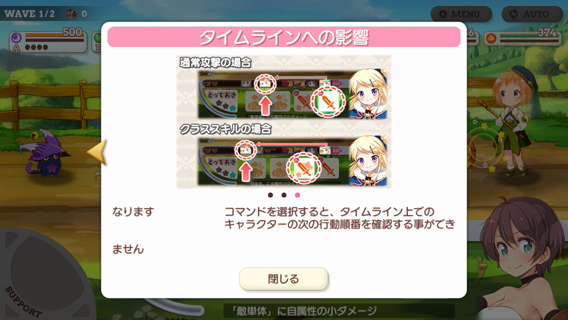 WAVE 1/2
0
MENU
AUTO
500
374
タイムラインへの影響
通常攻撃の場合
とっておき
クラススキルの場合
とっておき
なります
コマンドを選択すると、タイムライン上での
キャラクターの次の行動順番を確認する事ができ
ません
閉じる
SUPPORT
「敵単体」に自属性の小ダメージ